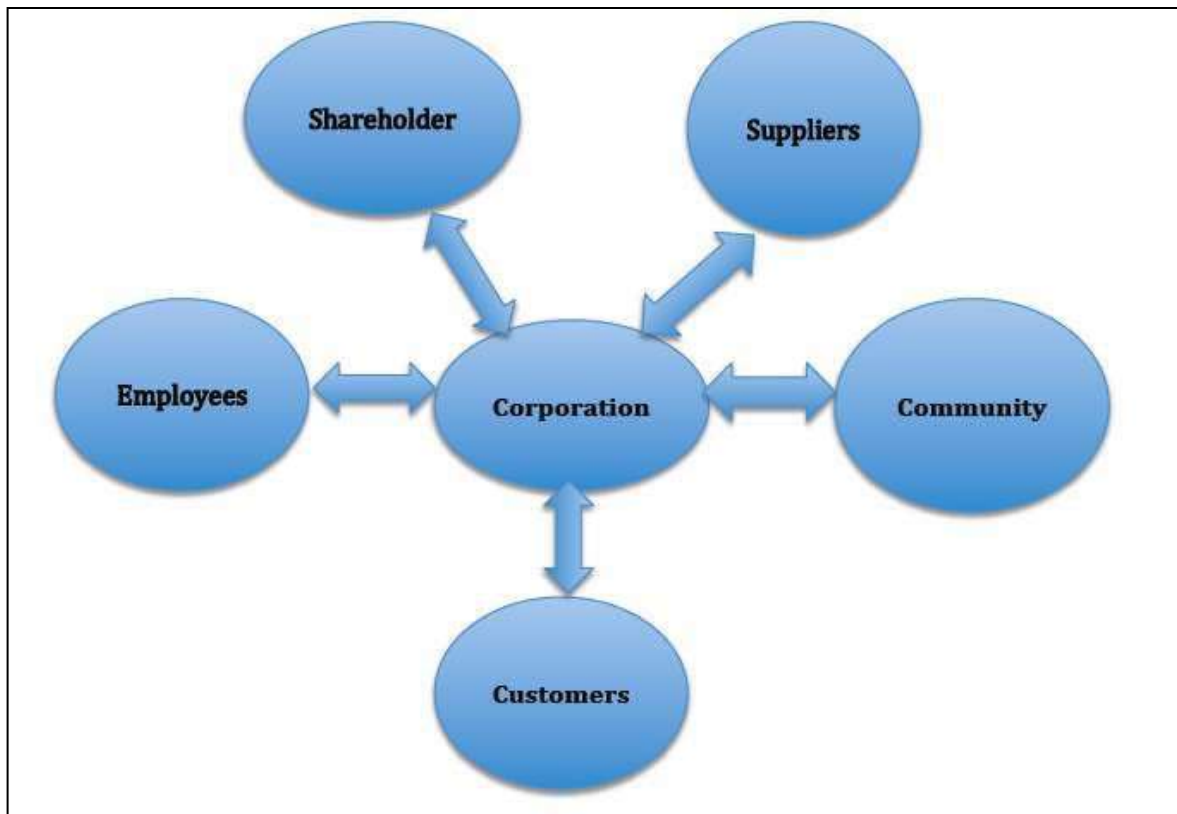 Shareholder
Suppliers
Employees
Corporation
Community
Customers